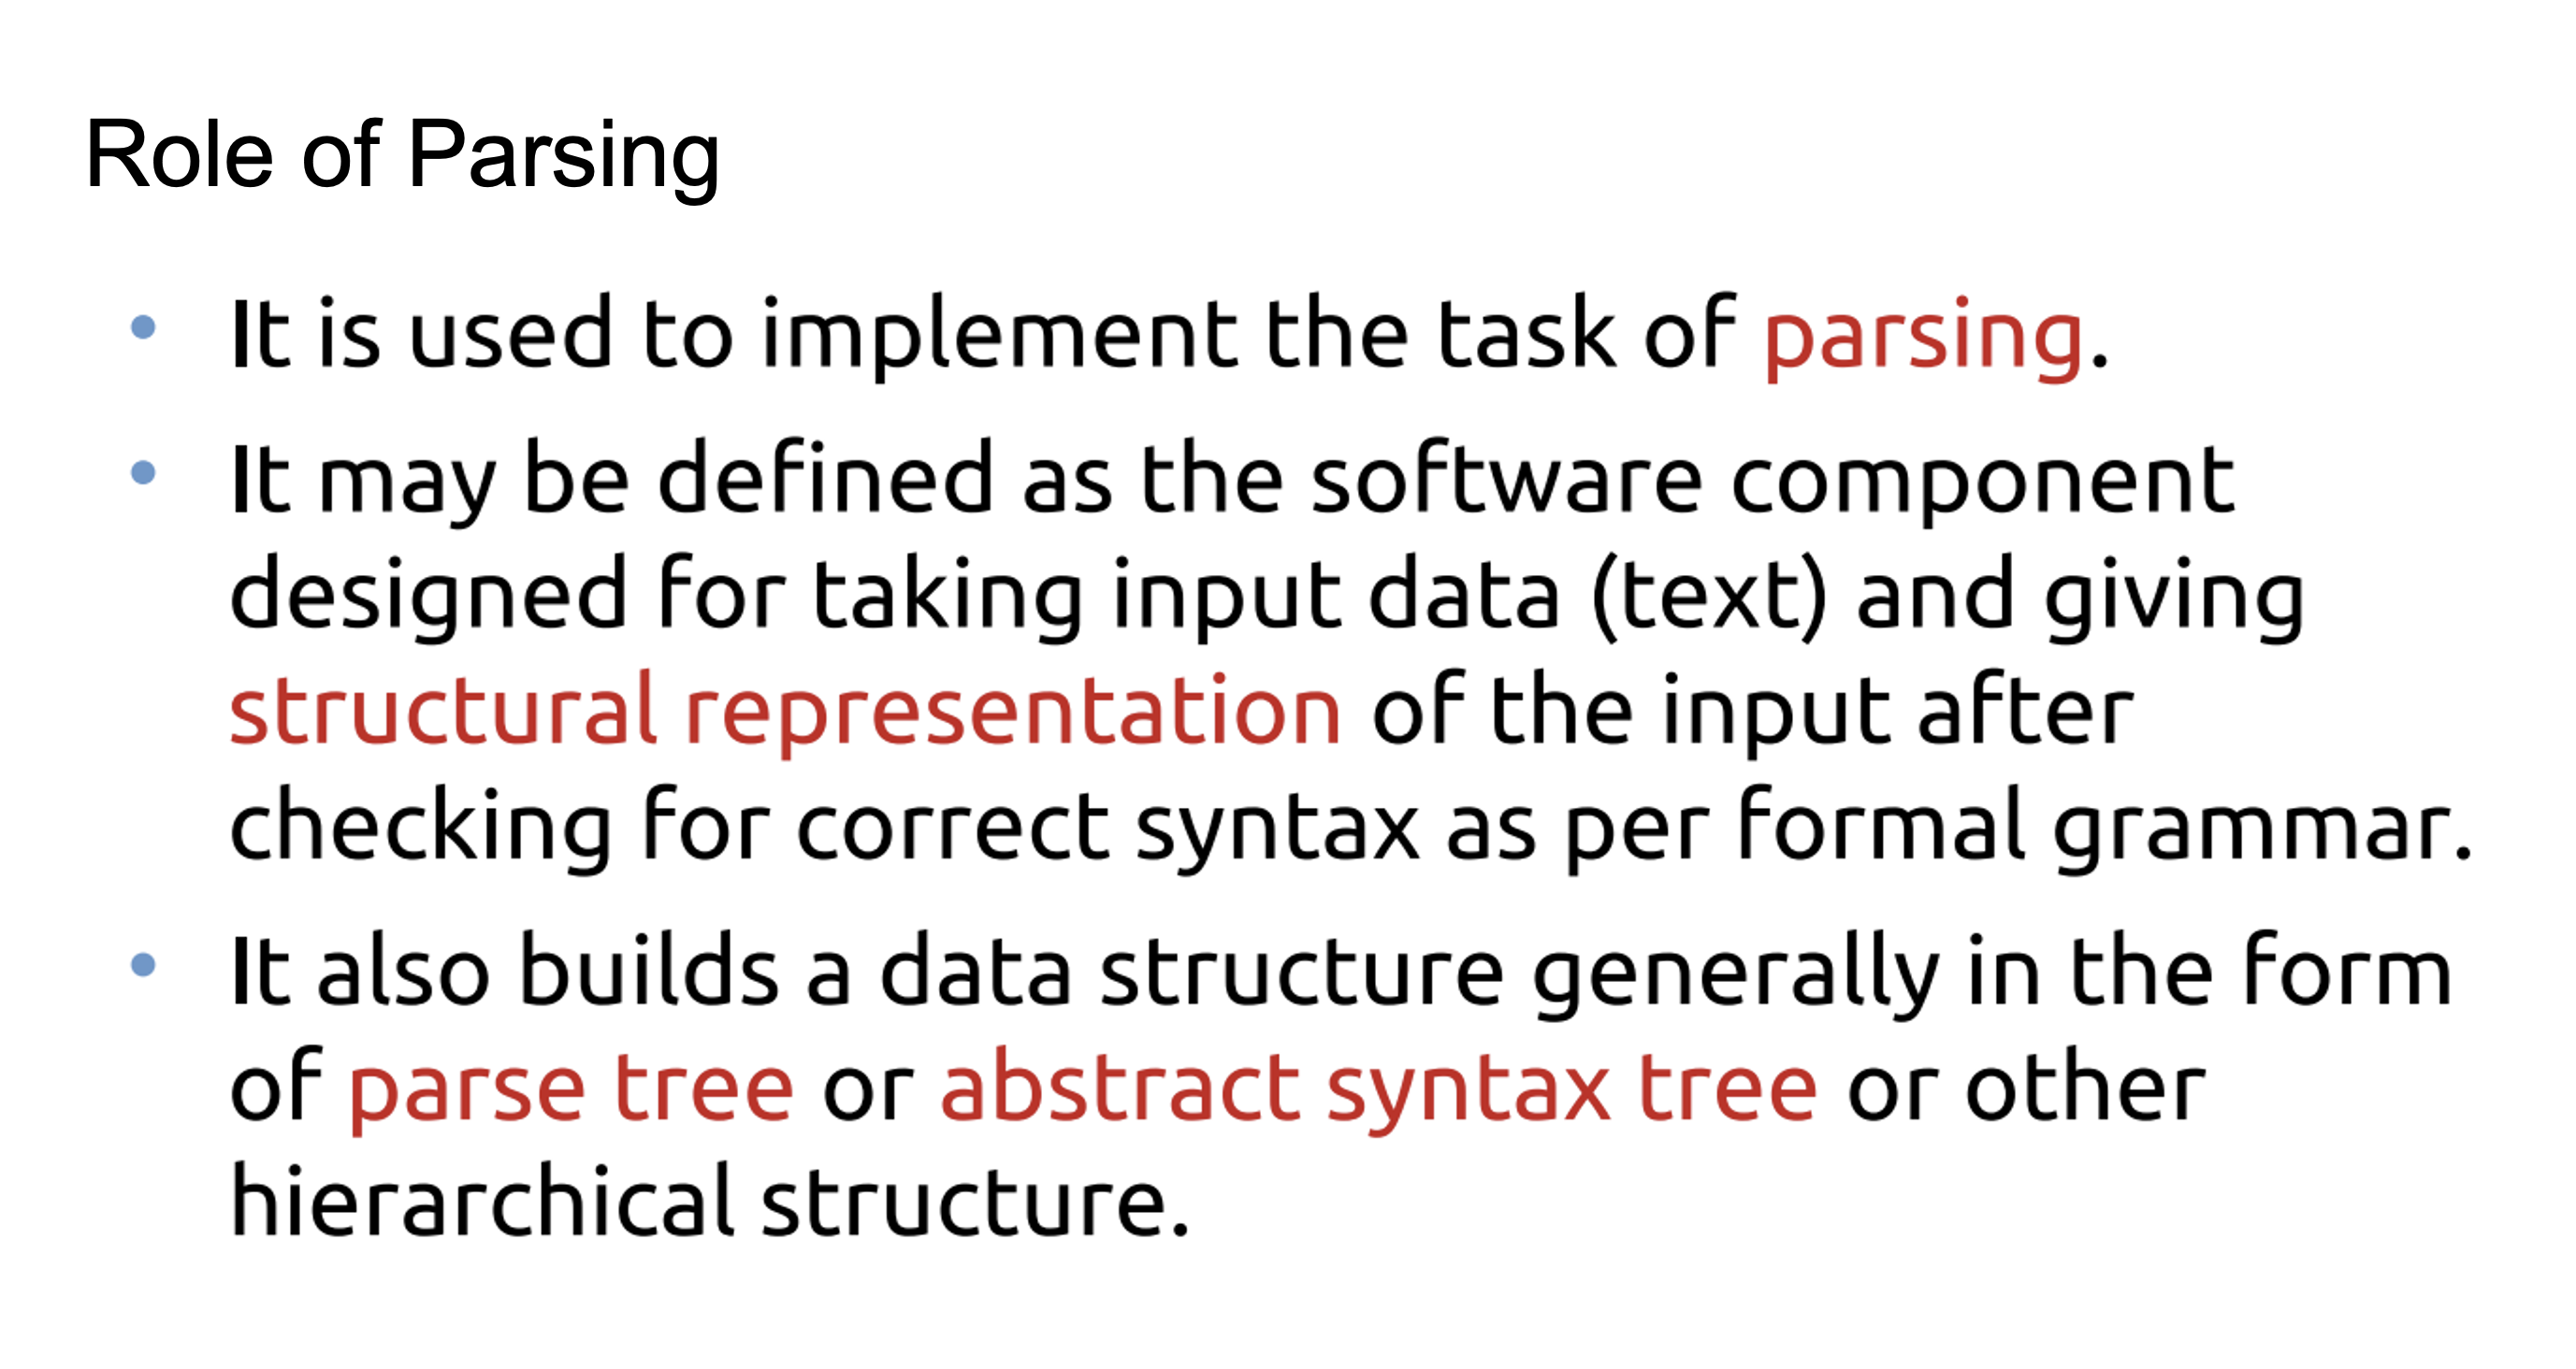 Role of Parsing
• It is used to implement the task of parsing.
• It may be defined as the software component
designed for taking input data (text) and giving
structural representation of the input after
checking for correct syntax as per formal grammar.
• It also builds a data structure generally in the form
of parse tree or abstract syntax tree or other
hierarchical structure.